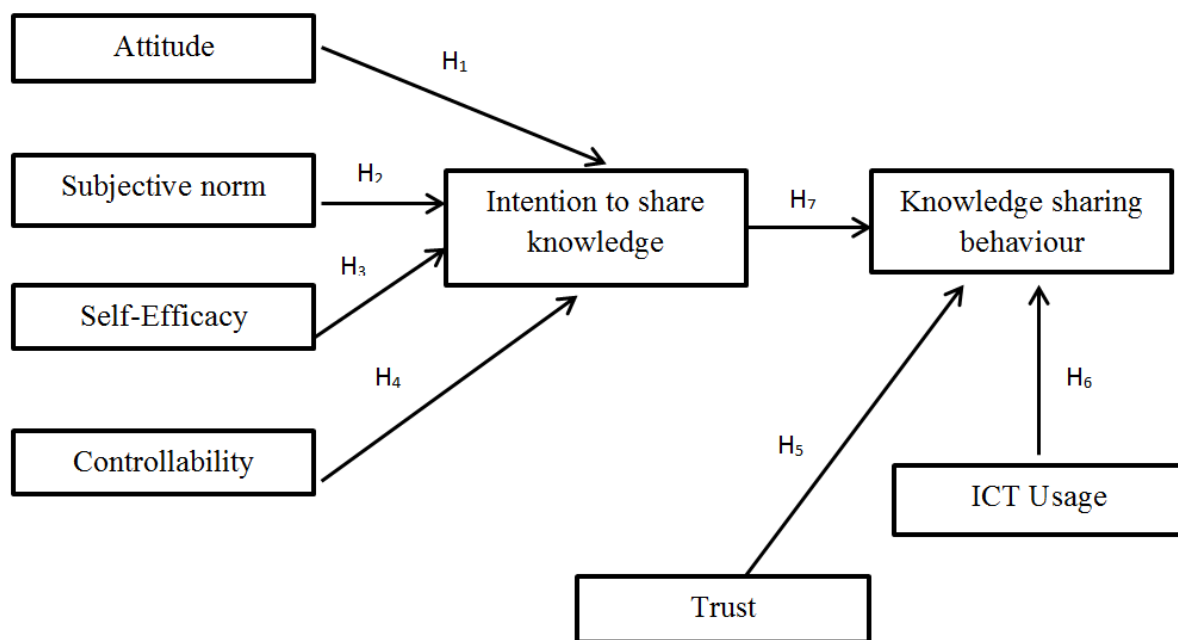 Attitude
H₁
Subjective norm
H₂
Intention to share
knowledge
H₇
Knowledge sharing
behaviour
H₃
Self-Efficacy
H₄
H₆
Controllability
H₅
ICT Usage
Trust